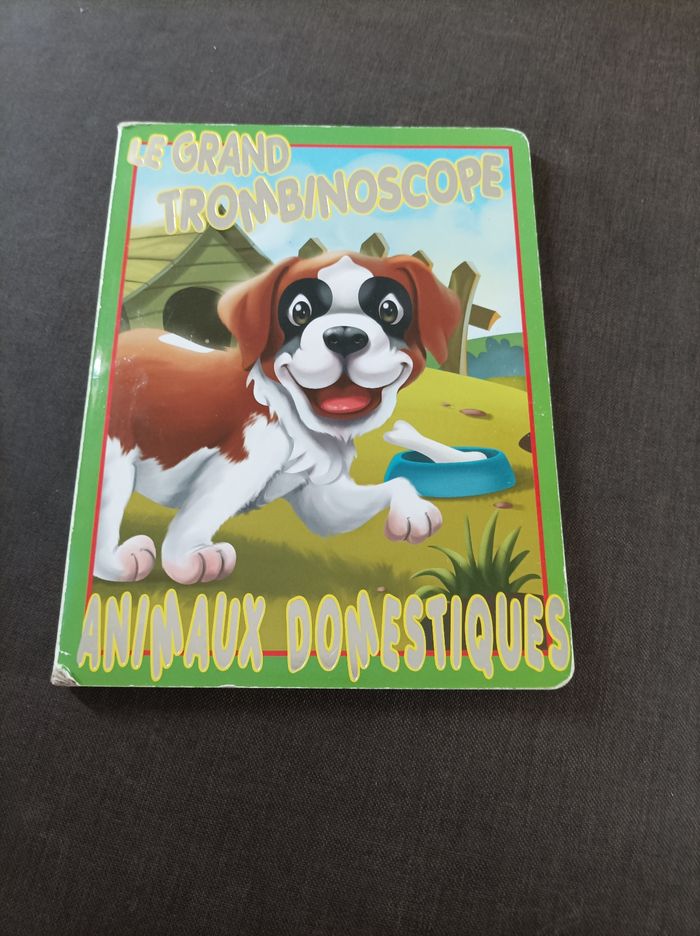 LE GRAND
TROMBINOSCOPE
ANIMAUX DOMESTIQUES